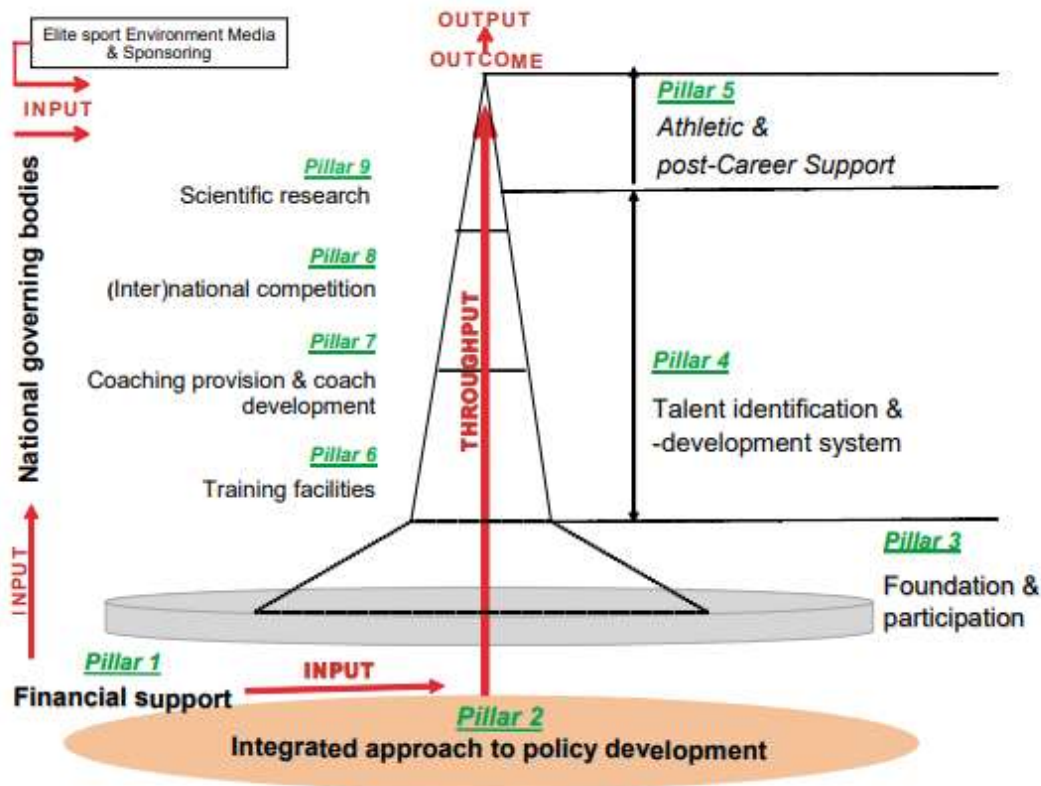 OUTPUT
OUTCOME
Elite sport Environment Media
& Sponsoring
INPUT
National governing bodies
INPUT
Pillar 9
Scientific research
Pillar 8
(Inter)national competition
Pillar 7
Coaching provision & coach
development
Pillar 6
Training facilities
THROUGHPUT
Pillar 5
Athletic &
post-Career Support
Pillar 4
Talent identification &
-development system
Pillar 3
Foundation &
participation
Pillar 1
Financial support
INPUT
Pillar 2
Integrated approach to policy development